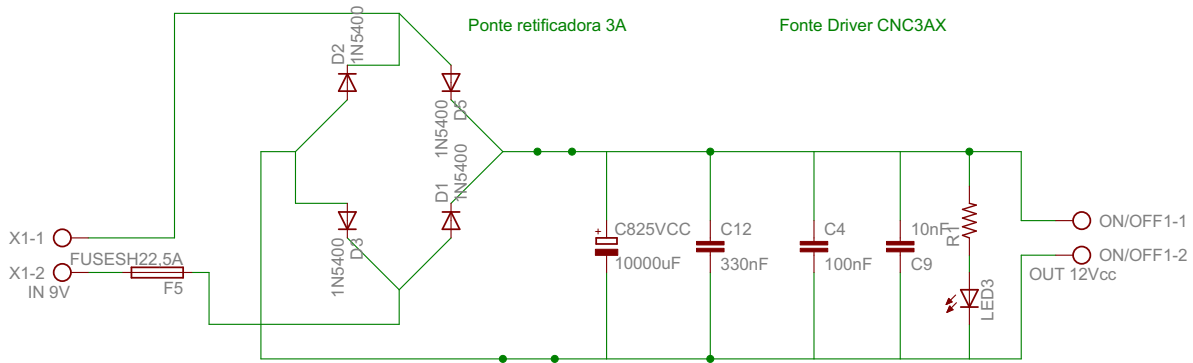 Ponte retificadora 3A
Fonte Driver CNC3AX
D2
1N5400
1N5400
D5
D1
1N5400
1N5400
D3
X1-1
X1-2
IN 9V
FUSESH22,5A
F5
+
C825VCC
10000uF
C12
330nF
C4
100nF
10nF
C9
R1
LED3
ON/OFF1-1
ON/OFF1-2
OUT 12Vcc